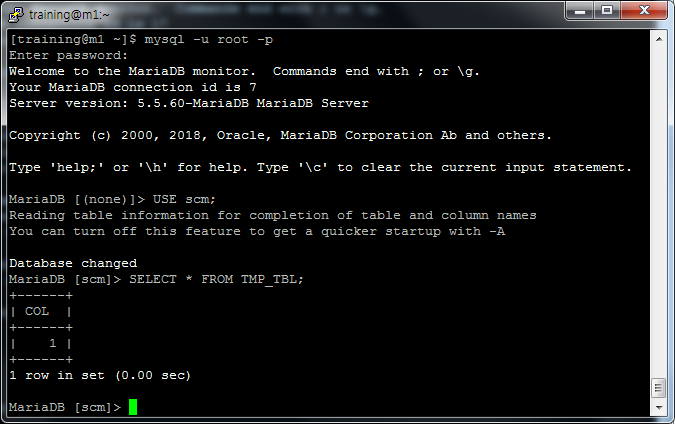 training@m1:~
[training@m1 ~]$ mysql -u root -p
Enter password:
Welcome to the MariaDB monitor.  Commands end with ; or \g.
Your MariaDB connection id is 7
Server version: 5.5.60-MariaDB MariaDB Server
Copyright (c) 2000, 2018, Oracle, MariaDB Corporation Ab and others.
Type 'help;' or '\h' for help. Type '\c' to clear the current input statement.
MariaDB [(none)]> USE scm;
Reading table information for completion of table and column names
You can turn off this feature to get a quicker startup with -A
Database changed
MariaDB [scm]> SELECT * FROM TMP_TBL;
+------+
| COL  |
+------+
|    1 |
+------+
1 row in set (0.00 sec)
MariaDB [scm]>